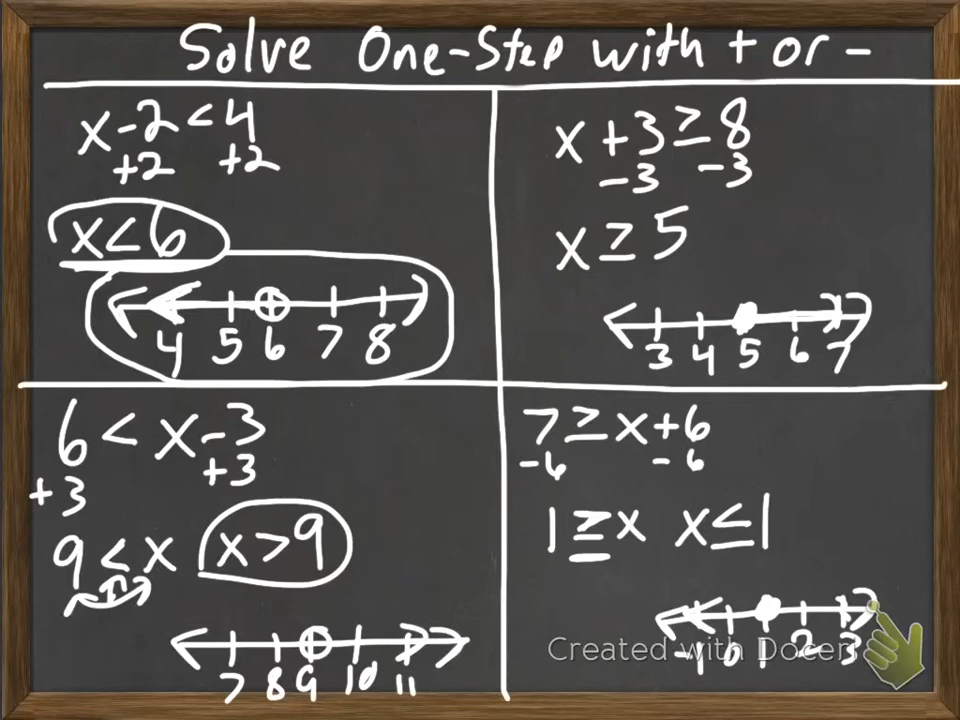 Solve One-Step with + or -
x - 2 < 4
+2 +2
x < 6
4 5 6 7 8
x + 3 ≥ 8
-3 -3
x ≥ 5
3 4 5 6 7
6 < x - 3
+3 +3
9 < x x > 9
7 8 9 10 11
7 ≥ x + 6
-6 -6
1 ≥ x x ≤ 1
-1 0 1 2 3
Created with Doceri